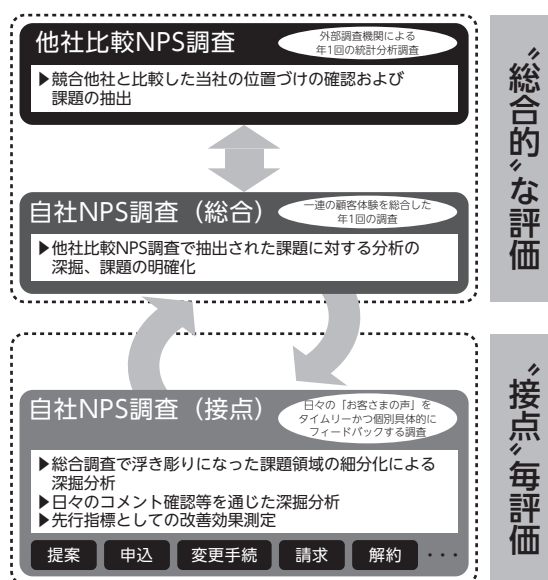 他社比較NPS調査
外部調査機関による
年1回の統計分析調査
▶競合他社と比較した当社の位置づけの確認および
課題の抽出
自社NPS調査（総合）
一連の顧客体験を総合した
年1回の調査
▶他社比較NPS調査で抽出された課題に対する分析の
深掘、課題の明確化
〝総合的〟な評価
自社NPS調査（接点）
日々の「お客さまの声」を
タイムリーかつ個別具体的に
フィードバックする調査
▶総合調査で浮き彫りになった課題領域の細分化による
深掘分析
▶日々のコメント確認等を通じた深掘分析
▶先行指標としての改善効果測定
提案 申込 変更手続 請求 解約 ・・・
〝接点〟毎評価